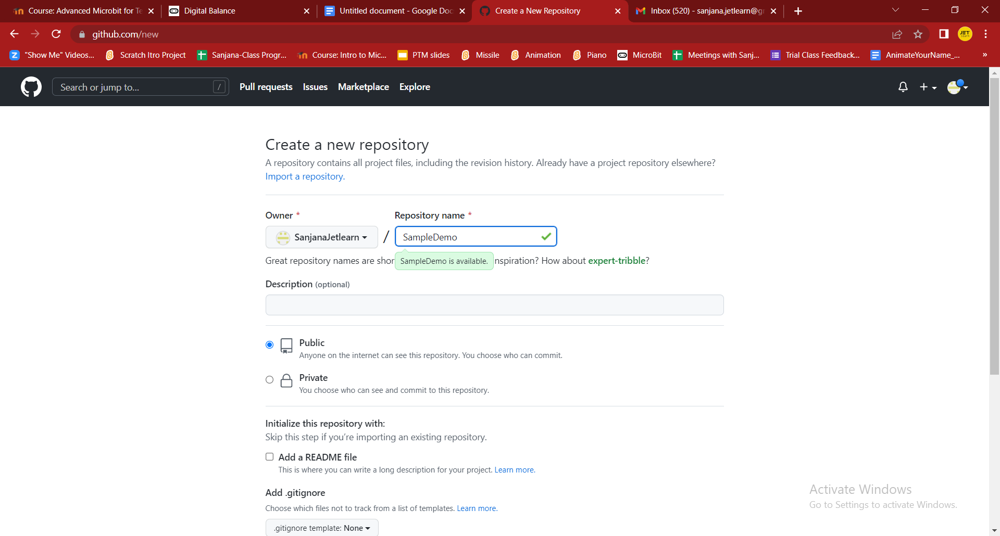 Course: Advanced Microbit for Te
Digital Balance
Untitled document - Google Doc
Create a New Repository
Inbox (520) - sanjana.jetlearn@g
github.com/new
JET
learn
"Show Me" Videos...
Scratch Itro Project
Sanjana-Class Progr...
Course: Intro to Mic...
PTM slides
Missile
Animation
Piano
MicroBit
Meetings with Sanj...
Trial Class Feedback...
AnimateYourName_...
»
Search or jump to...
/
Pull requests
Issues
Marketplace
Explore
Create a new repository
A repository contains all project files, including the revision history. Already have a project repository elsewhere?
Import a repository.
Owner *
Repository name *
SanjanaJetlearn
/
SampleDemo
Great repository names are shor
SampleDemo is available.
nspiration? How about expert-tribble?
Description (optional)
Public
Anyone on the internet can see this repository. You choose who can commit.
Private
You choose who can see and commit to this repository.
Initialize this repository with:
Skip this step if you're importing an existing repository.
Add a README file
This is where you can write a long description for your project. Learn more.
Add .gitignore
Choose which files not to track from a list of templates. Learn more.
.gitignore template: None
Activate Windows
Go to Settings to activate Windows.